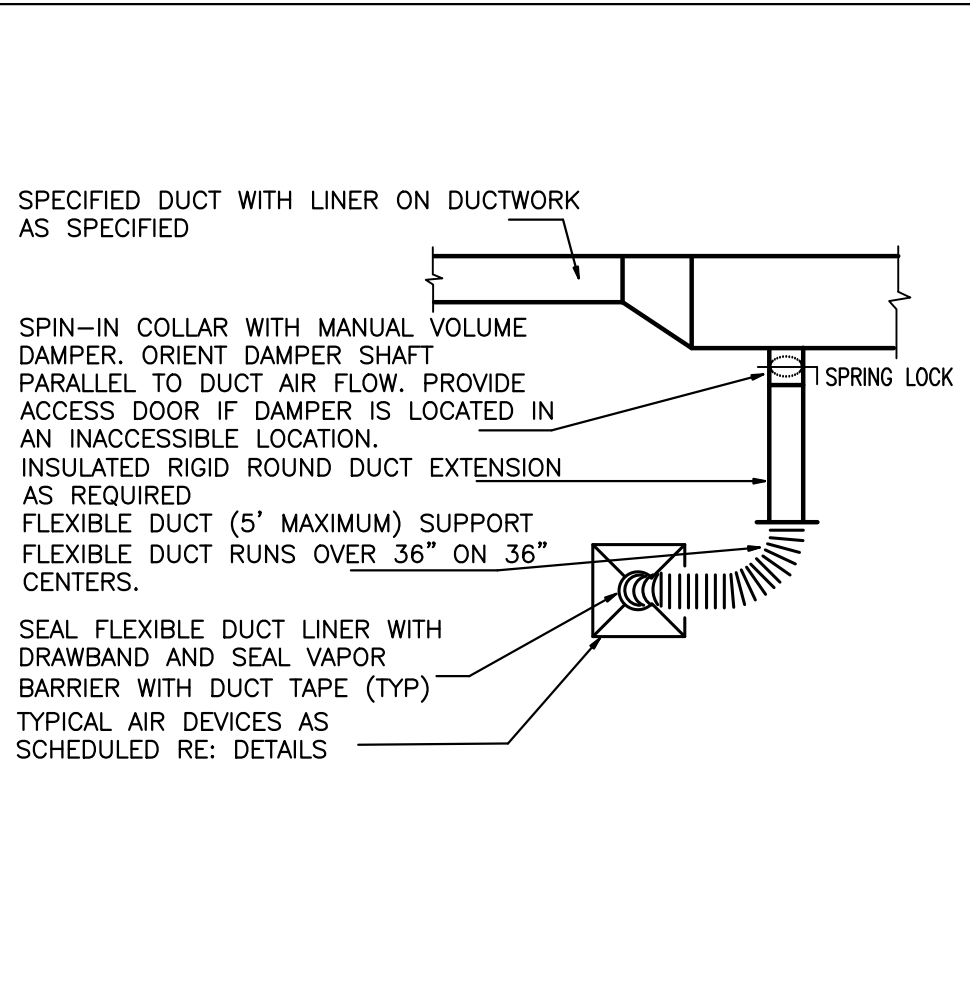 SPECIFIED DUCT WITH LINER ON DUCTWORK
AS SPECIFIED
SPIN-IN COLLAR WITH MANUAL VOLUME
DAMPER. ORIENT DAMPER SHAFT
PARALLEL TO DUCT AIR FLOW. PROVIDE
ACCESS DOOR IF DAMPER IS LOCATED IN
AN INACCESSIBLE LOCATION.
SPRING LOCK
INSULATED RIGID ROUND DUCT EXTENSION
AS REQUIRED
FLEXIBLE DUCT (5' MAXIMUM) SUPPORT
FLEXIBLE DUCT RUNS OVER 36" ON 36"
CENTERS.
SEAL FLEXIBLE DUCT LINER WITH
DRAWBAND AND SEAL VAPOR
BARRIER WITH DUCT TAPE (TYP)
TYPICAL AIR DEVICES AS
SCHEDULED RE: DETAILS